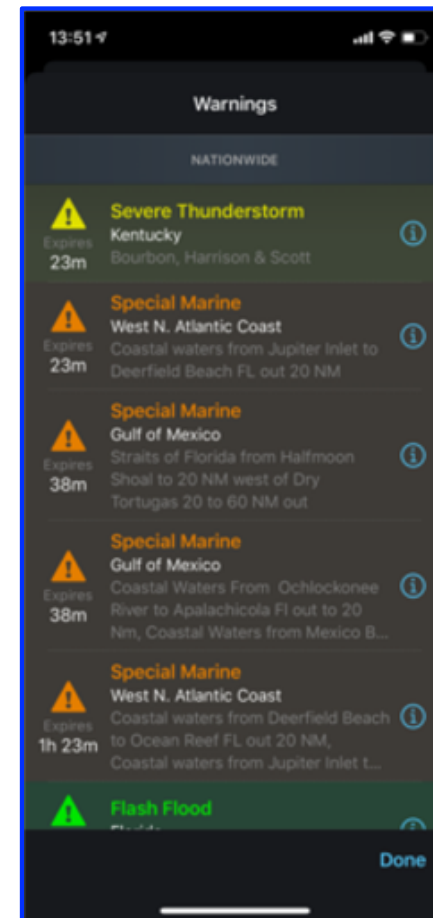 13:51
Warnings
NATIONWIDE
Severe Thunderstorm
Kentucky
Expires
23m
Bourbon, Harrison & Scott
Special Marine
West N. Atlantic Coast
Expires
23m
Coastal waters from Jupiter Inlet to
Deerfield Beach FL out 20 NM
Special Marine
Gulf of Mexico
Expires
38m
Straits of Florida from Halfmoon
Shoal to 20 NM west of Dry
Tortugas 20 to 60 NM out
Special Marine
Gulf of Mexico
Expires
38m
Coastal Waters From Ochlockonee
River to Apalachicola Fl out to 20
Nm, Coastal Waters from Mexico B...
Special Marine
West N. Atlantic Coast
Expires
1h 23m
Coastal waters from Deerfield Beach
to Ocean Reef FL out 20 NM,
Coastal waters from Jupiter Inlet t...
Flash Flood
Florida
Done